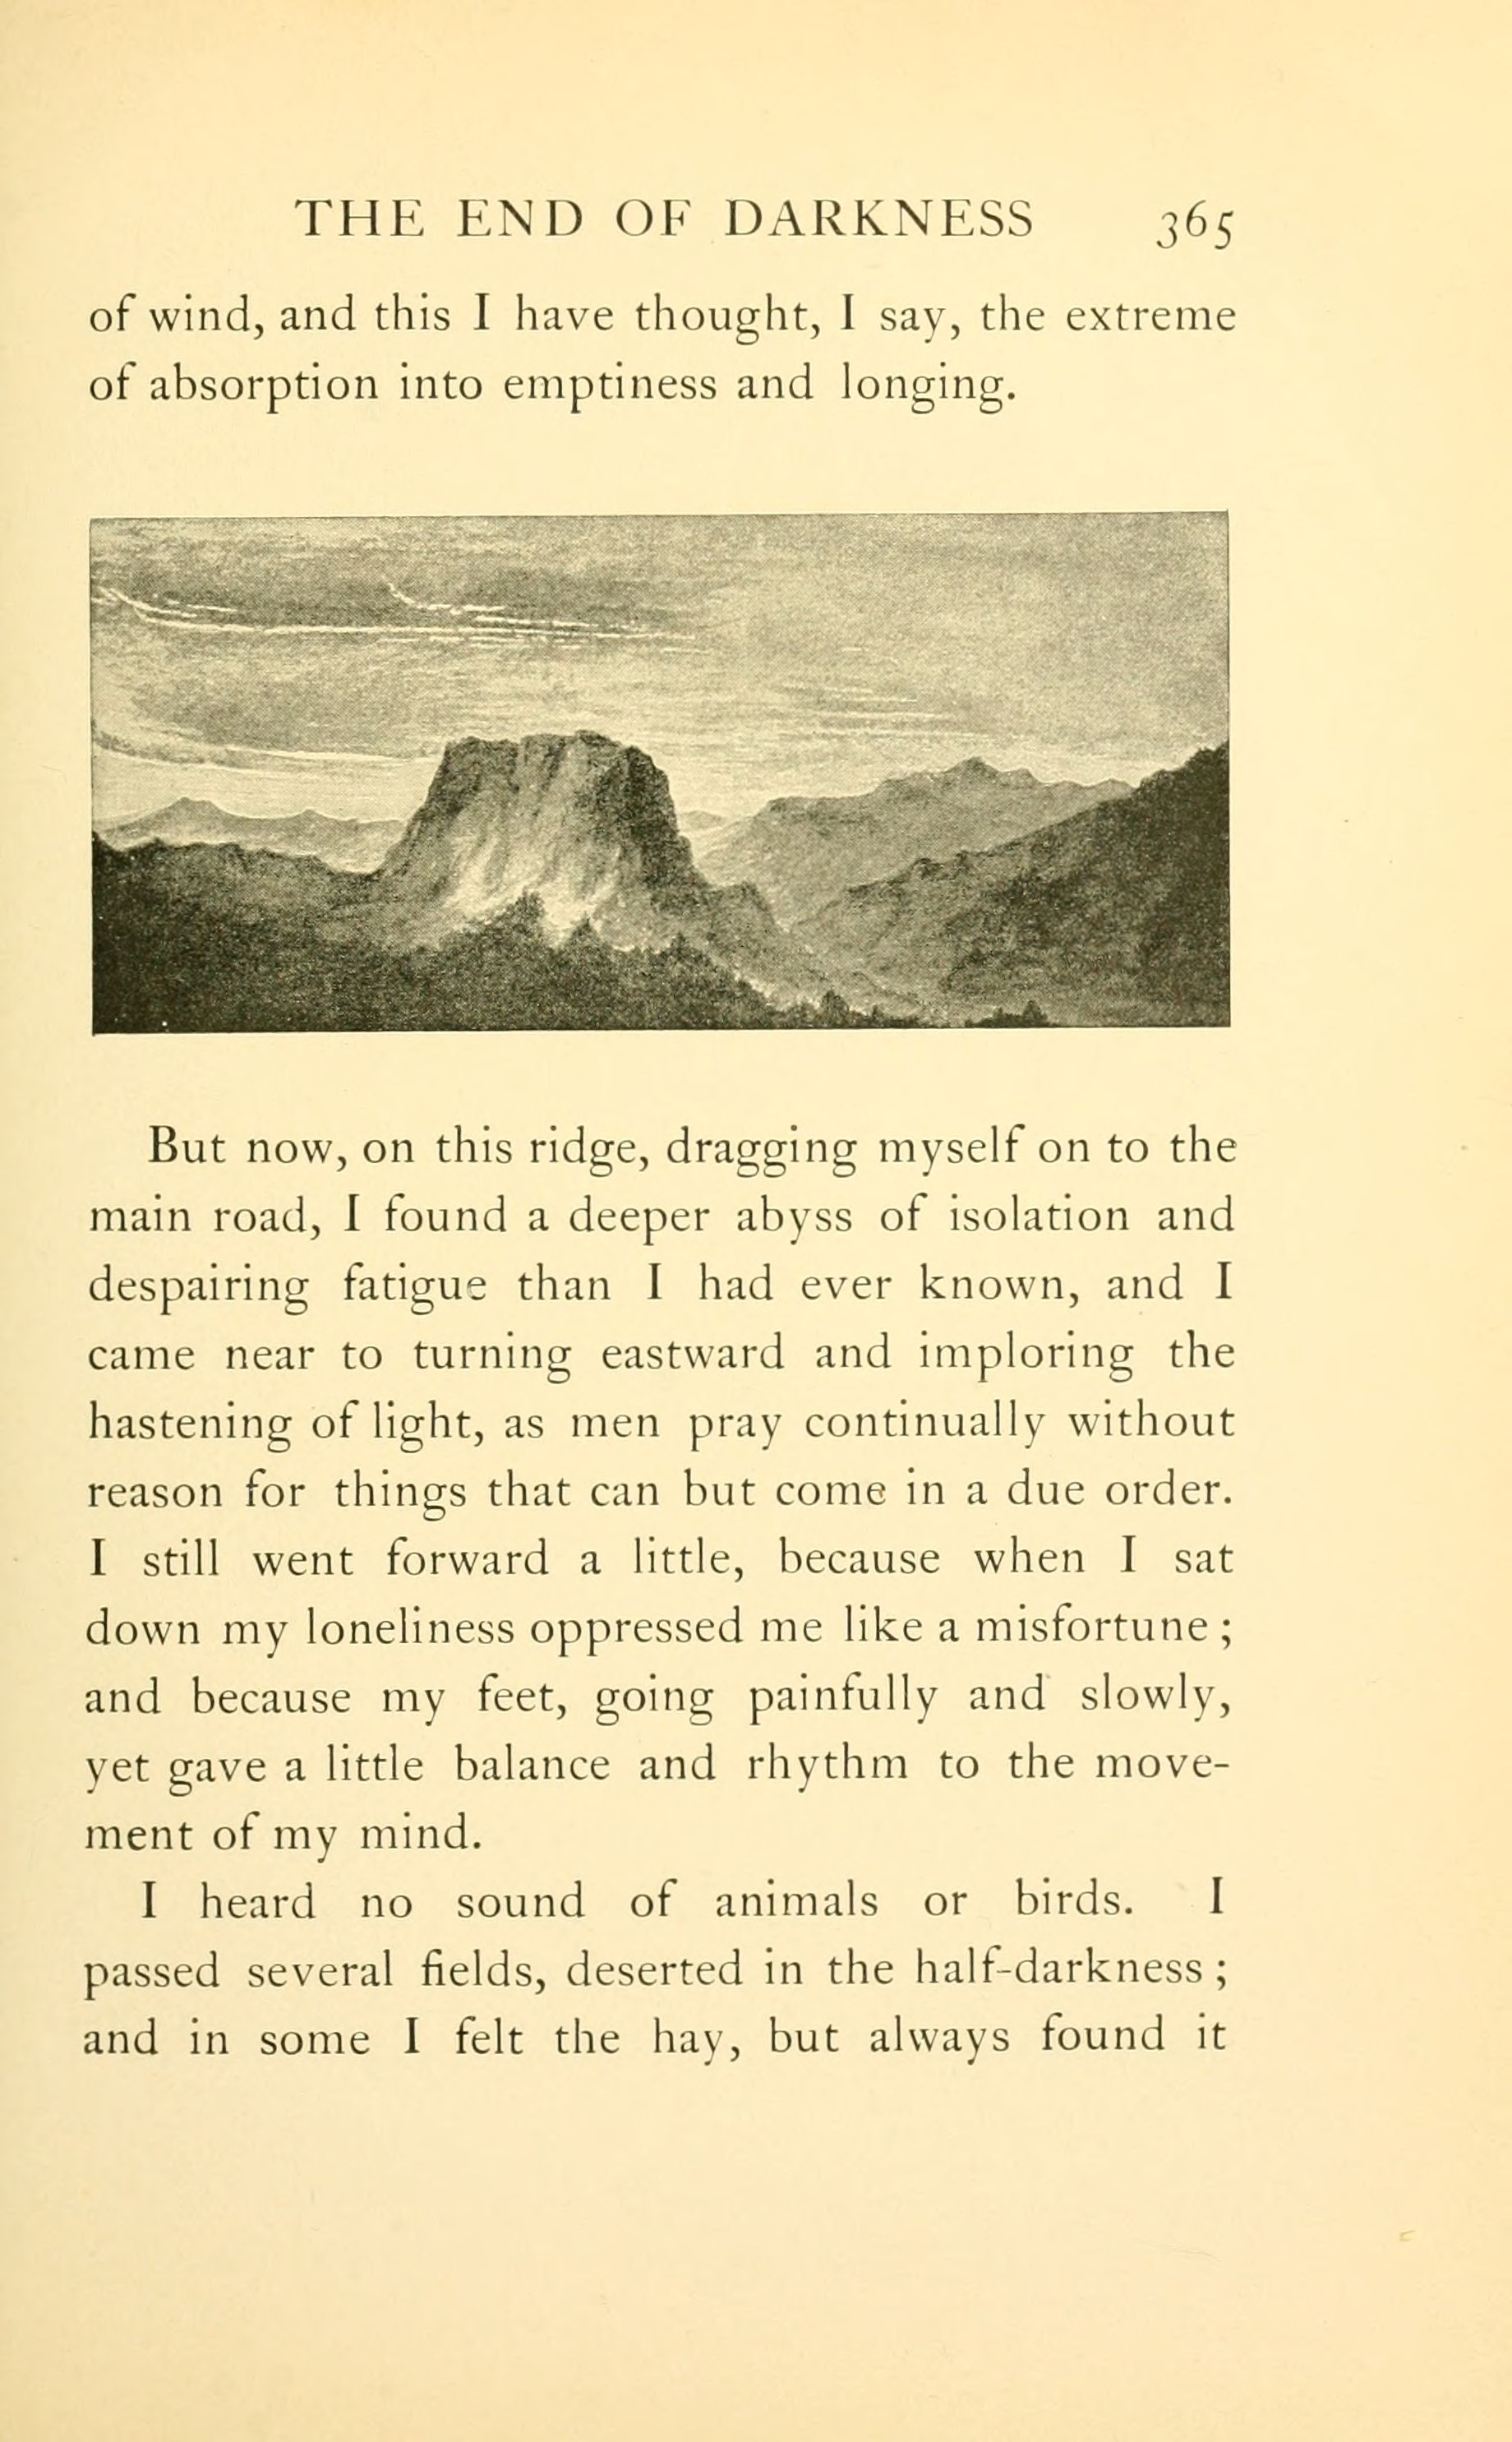 THE END OF DARKNESS 365
of wind, and this I have thought, I say, the extreme
of absorption into emptiness and longing.
But now, on this ridge, dragging myself on to the
main road, I found a deeper abyss of isolation and
despairing fatigue than I had ever known, and I
came near to turning eastward and imploring the
hastening of light, as men pray continually without
reason for things that can but come in a due order.
I still went forward a little, because when I sat
down my loneliness oppressed me like a misfortune ;
and because my feet, going painfully and slowly,
yet gave a little balance and rhythm to the move-
ment of my mind.
I heard no sound of animals or birds. I
passed several fields, deserted in the half-darkness ;
and in some I felt the hay, but always found it